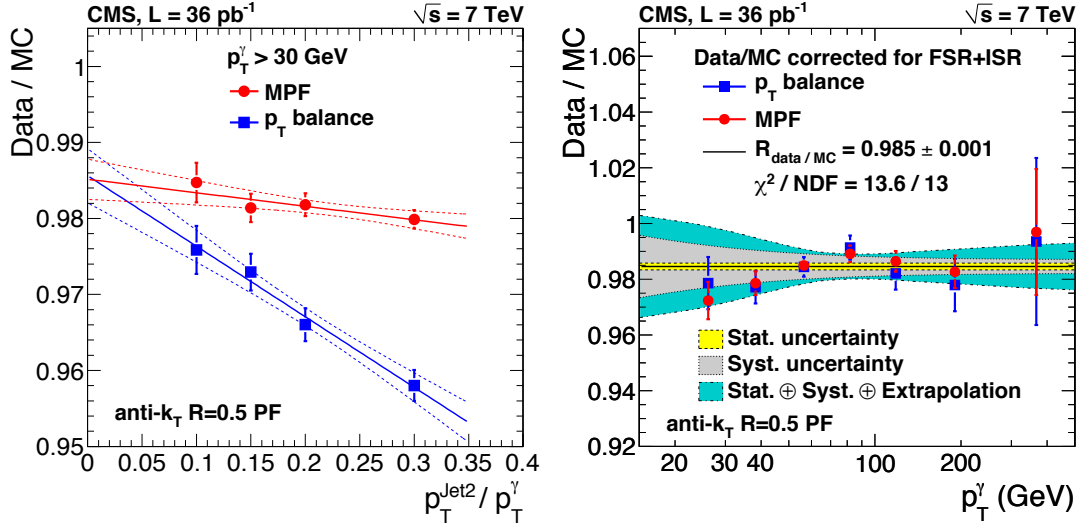 CMS, L = 36 pb⁻¹ √s = 7 TeV
Data / MC
p_T^γ > 30 GeV
MPF
p_T balance
anti-k_T R=0.5 PF
1
0.99
0.98
0.97
0.96
0.95
0 0.05 0.1 0.15 0.2 0.25 0.3 0.35 0.4
p_T^Jet2 / p_T^γ
CMS, L = 36 pb⁻¹ √s = 7 TeV
Data / MC
Data/MC corrected for FSR+ISR
p_T balance
MPF
R_data / MC = 0.985 ± 0.001
χ² / NDF = 13.6 / 13
Stat. uncertainty
Syst. uncertainty
Stat. ⊕ Syst. ⊕ Extrapolation
anti-k_T R=0.5 PF
1.06
1.04
1.02
1
0.98
0.96
0.94
0.92
20 30 100 200
p_T^γ (GeV)